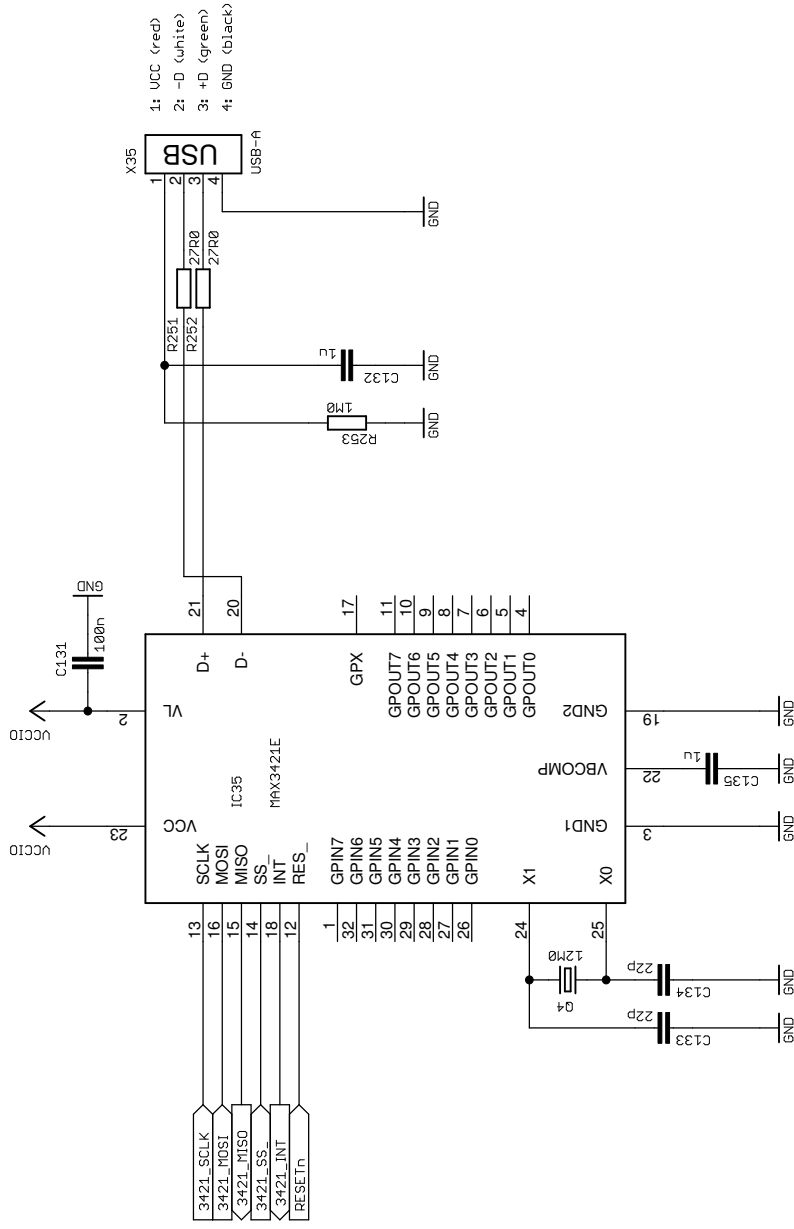 1: VCC (red)
2: -D (white)
3: +D (green)
4: GND (black)
X35
USB
USB-A
1
2
3
4
27R0
27R0
R251
R252
GND
1u
C132
GND
1M0
R253
GND
GND
C131
100n
VCCIO
VCCIO
2
23
VL
VCC
21
D+
20
D-
IC35
MAX3421E
17
GPX
11
GPOUT7
10
GPOUT6
9
GPOUT5
8
GPOUT4
7
GPOUT3
6
GPOUT2
5
GPOUT1
4
GPOUT0
GND2
19
GND
VBCOMP
22
1u
C135
GND
GND1
3
GND
13
SCLK
16
MOSI
15
MISO
14
SS_
18
INT
12
RES_
1
GPIN7
32
GPIN6
31
GPIN5
30
GPIN4
29
GPIN3
28
GPIN2
27
GPIN1
26
GPIN0
24
X1
25
X0
12M0
Q4
22p
C134
GND
22p
C133
GND
3421_SCLK
3421_MOSI
3421_MISO
3421_SS_
3421_INT
RESETn